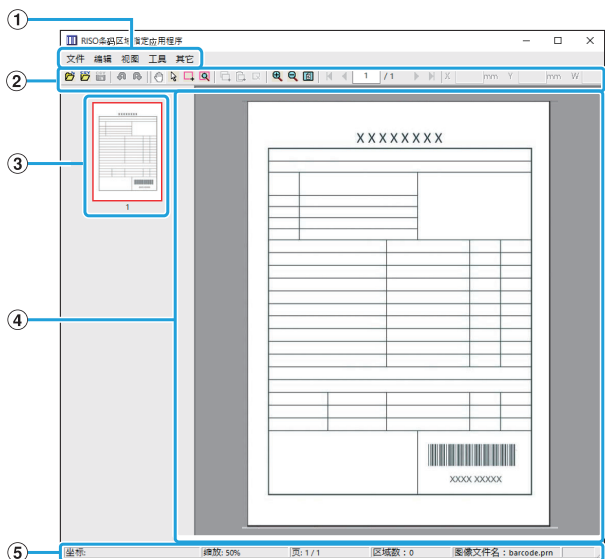 ①
RISO条码区域指定应用程序
文件 编辑 视图 工具 其它
②
1 / 1 X mm Y mm W
③
1
④
XXXXXXXX
XXXX XXXXX
⑤
坐标: 缩放: 50% 页: 1 / 1 区域数：0 图像文件名：barcode.prn